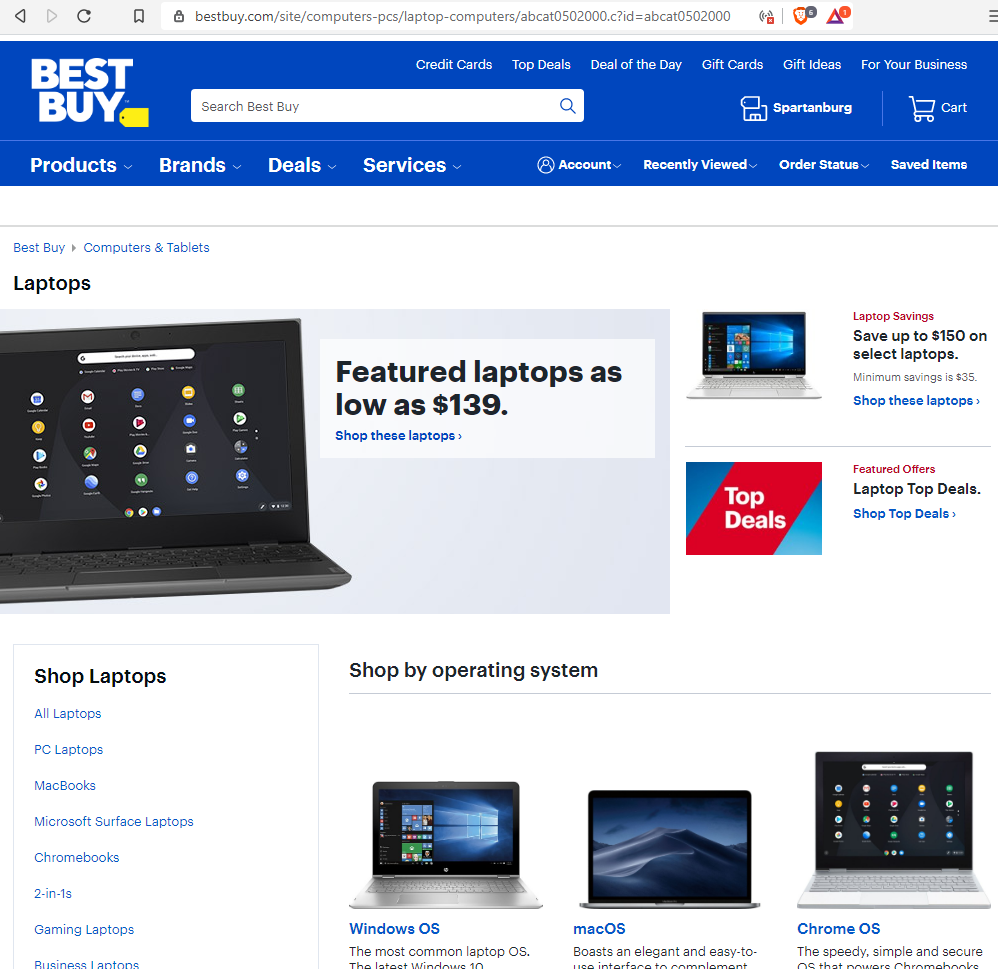 bestbuy.com/site/computers-pcs/laptop-computers/abcat0502000.c?id=abcat0502000
6
1
BEST
BUY
Credit Cards
Top Deals
Deal of the Day
Gift Cards
Gift Ideas
For Your Business
Search Best Buy
Spartanburg
Cart
Products
Brands
Deals
Services
Account
Recently Viewed
Order Status
Saved Items
Best Buy
Computers & Tablets
Laptops
Featured laptops as
low as $139.
Shop these laptops ›
Laptop Savings
Save up to $150 on
select laptops.
Minimum savings is $35.
Shop these laptops ›
Top
Deals
Featured Offers
Laptop Top Deals.
Shop Top Deals ›
Shop Laptops
All Laptops
PC Laptops
MacBooks
Microsoft Surface Laptops
Chromebooks
2-in-1s
Gaming Laptops
Business Laptops
Shop by operating system
Windows OS
The most common laptop OS.
The latest Windows 10
macOS
Boasts an elegant and easy-
to-use interface to complement
Chrome OS
The speedy, simple and secure
OS that powers Chromebooks